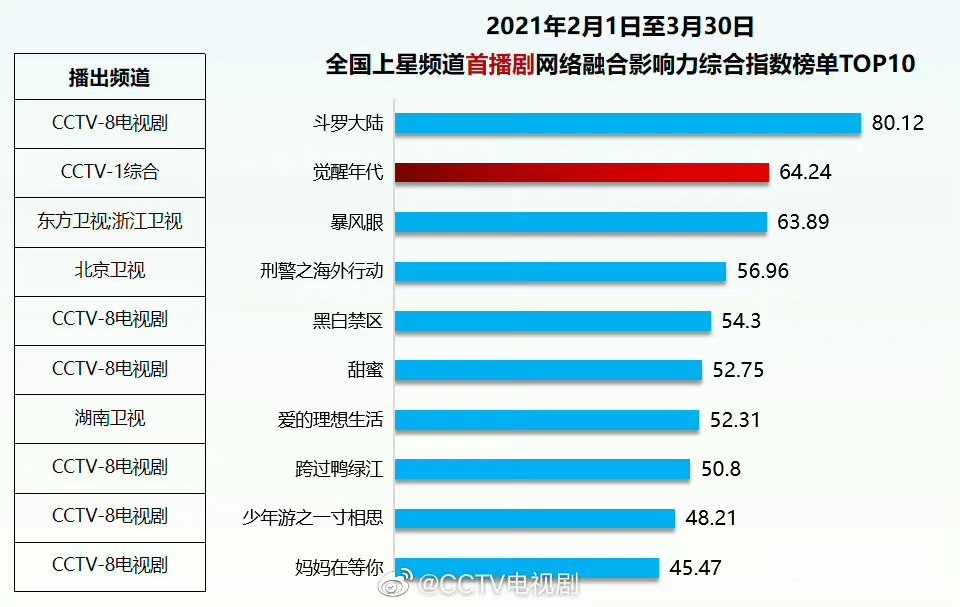 2021年2月1日至3月30日
全国上星频道首播剧网络融合影响力综合指数榜单TOP10
播出频道
CCTV-8电视剧 斗罗大陆 80.12
CCTV-1综合 觉醒年代 64.24
东方卫视;浙江卫视 暴风眼 63.89
北京卫视 刑警之海外行动 56.96
CCTV-8电视剧 黑白禁区 54.3
CCTV-8电视剧 甜蜜 52.75
湖南卫视 爱的理想生活 52.31
CCTV-8电视剧 跨过鸭绿江 50.8
CCTV-8电视剧 少年游之一寸相思 48.21
CCTV-8电视剧 妈妈在等你 45.47
@CCTV电视剧